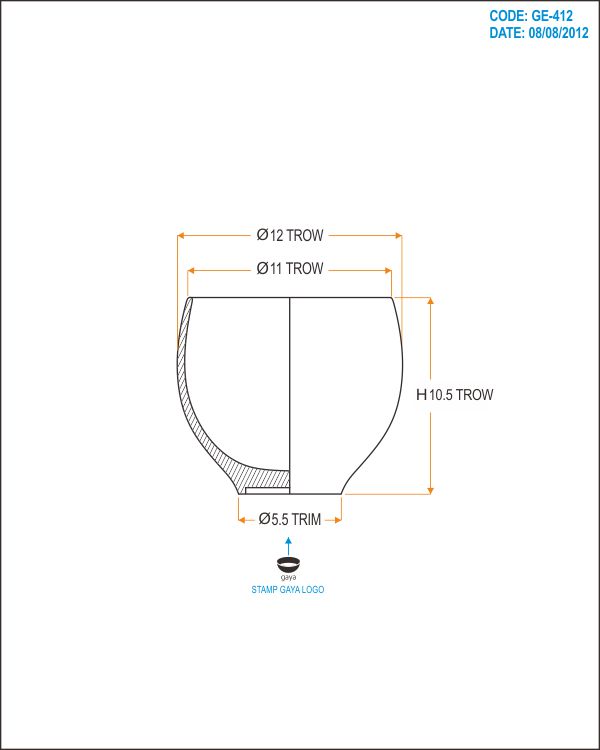 CODE: GE-412
DATE: 08/08/2012
Ø12 TROW
Ø11 TROW
H10.5 TROW
Ø5.5 TRIM
gaya
STAMP GAYA LOGO